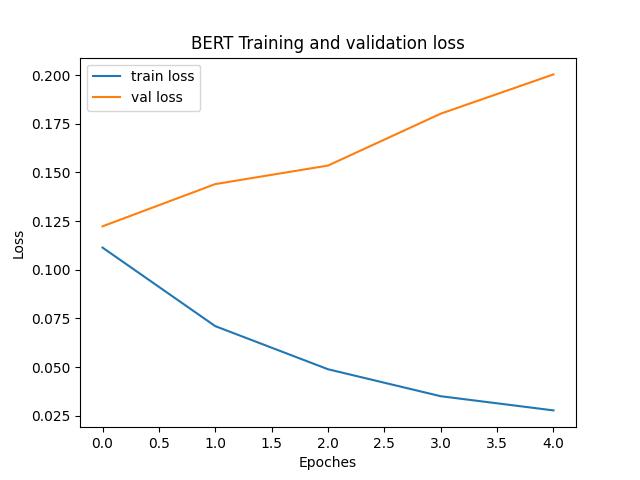 BERT Training and validation loss
train loss
val loss
0.200
0.175
0.150
0.125
0.100
0.075
0.050
0.025
Loss
0.0 0.5 1.0 1.5 2.0 2.5 3.0 3.5 4.0
Epoches